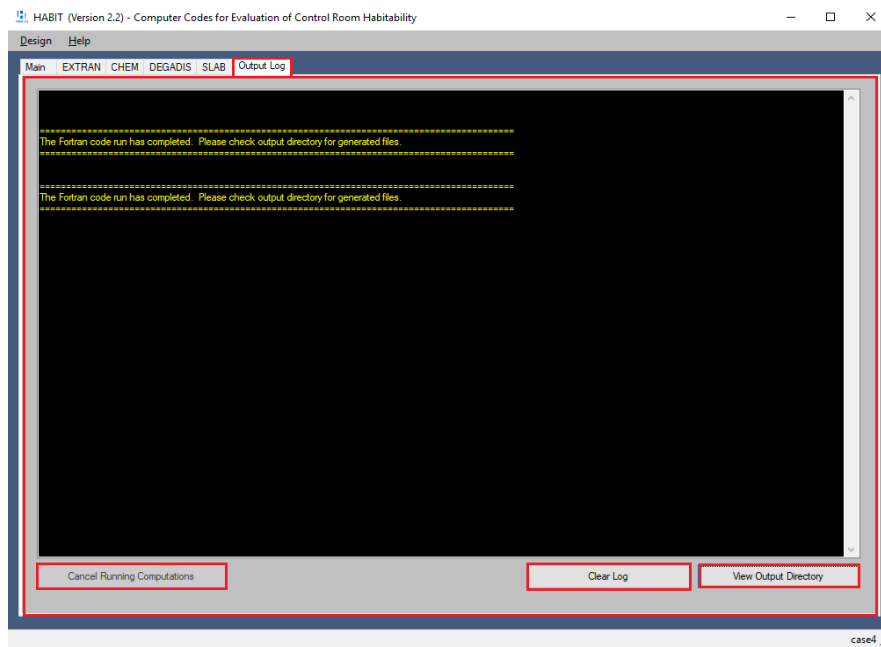 HABIT (Version 2.2) - Computer Codes for Evaluation of Control Room Habitability
Design Help
Main EXTRAN CHEM DEGADIS SLAB Output Log
================================================================================
The Fortran code run has completed. Please check output directory for generated files.
================================================================================
================================================================================
The Fortran code run has completed. Please check output directory for generated files.
================================================================================
Cancel Running Computations Clear Log View Output Directory
case4